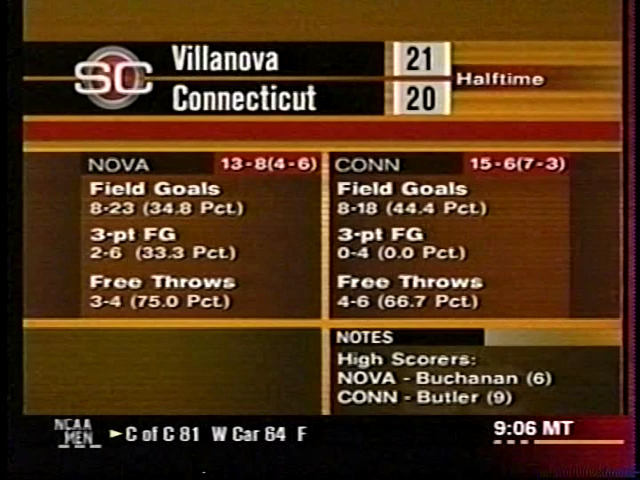 SC
Villanova 21
Connecticut 20
Halftime
NOVA 13-8(4-6)
Field Goals
8-23 (34.8 Pct.)
3-pt FG
2-6 (33.3 Pct.)
Free Throws
3-4 (75.0 Pct.)
CONN 15-6(7-3)
Field Goals
8-18 (44.4 Pct.)
3-pt FG
0-4 (0.0 Pct.)
Free Throws
4-6 (66.7 Pct.)
NOTES
High Scorers:
NOVA - Buchanan (6)
CONN - Butler (9)
NCAA
MEN
C of C 81 W Car 64 F
9:06 MT